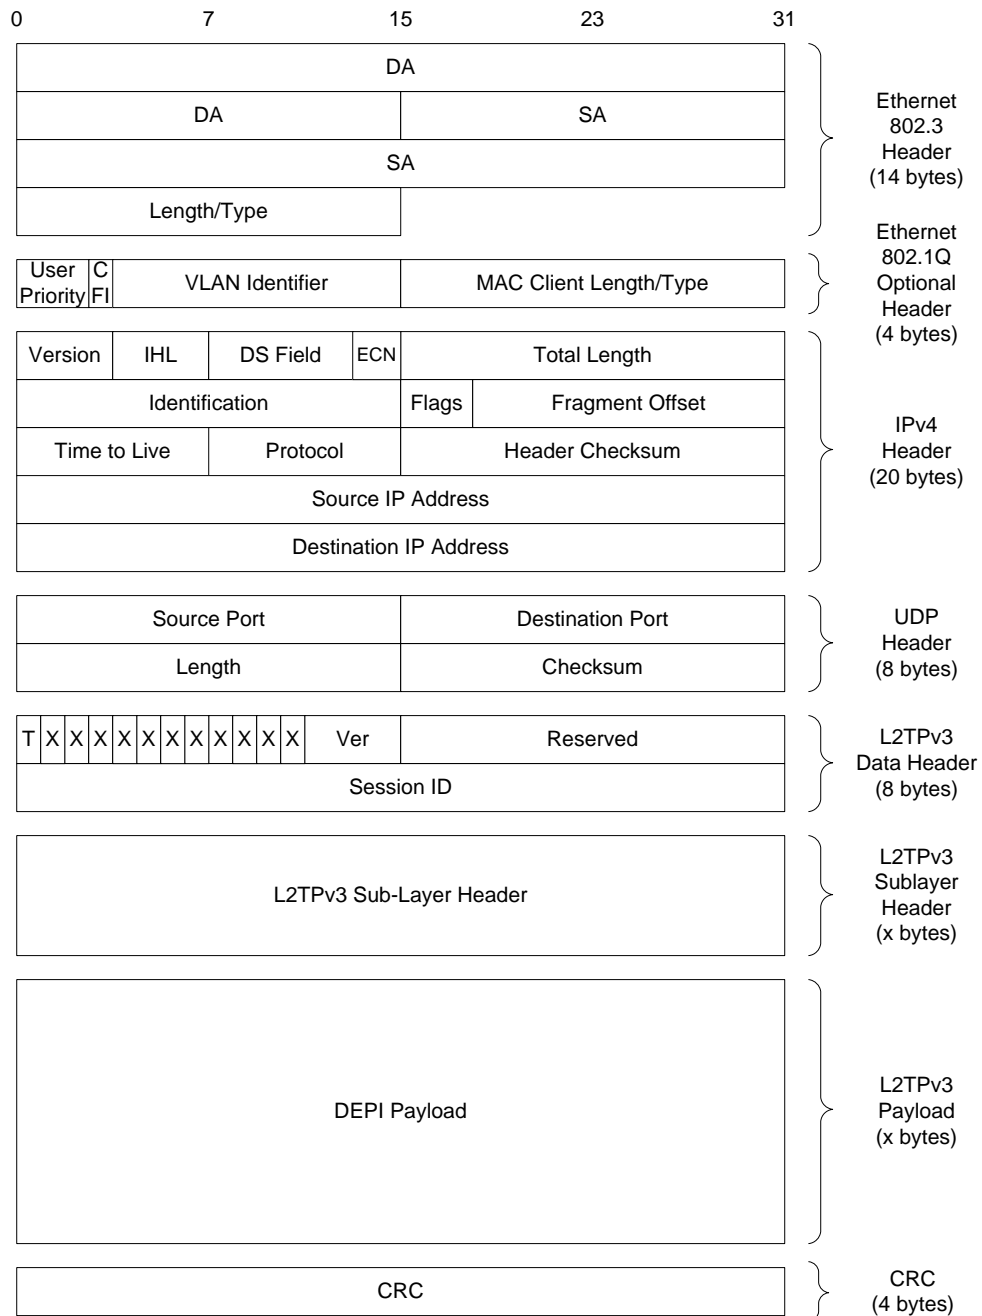 0 7 15 23 31
DA
DA SA
SA
Length/Type
Ethernet
802.3
Header
(14 bytes)
User
Priority
C
FI
VLAN Identifier
MAC Client Length/Type
Ethernet
802.1Q
Optional
Header
(4 bytes)
Version IHL DS Field ECN Total Length
Identification Flags Fragment Offset
Time to Live Protocol Header Checksum
Source IP Address
Destination IP Address
IPv4
Header
(20 bytes)
Source Port Destination Port
Length Checksum
UDP
Header
(8 bytes)
T X X X X X X X X X X X Ver Reserved
Session ID
L2TPv3
Data Header
(8 bytes)
L2TPv3 Sub-Layer Header
L2TPv3
Sublayer
Header
(x bytes)
DEPI Payload
L2TPv3
Payload
(x bytes)
CRC
CRC
(4 bytes)